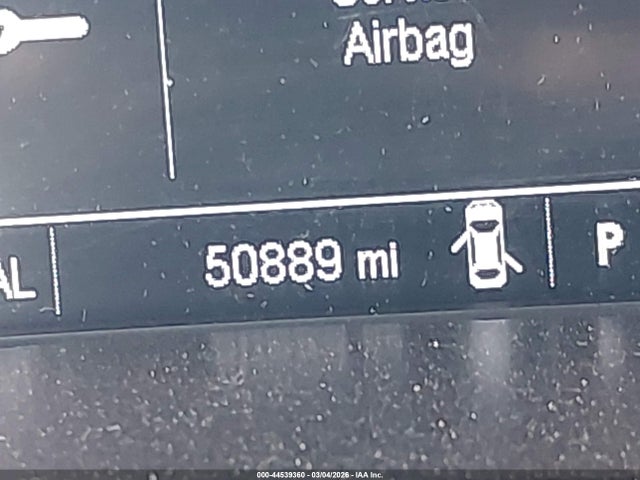 Airbag
AL
50889 mi
P
000-44539360 - 03/04/2026 - IAA Inc.